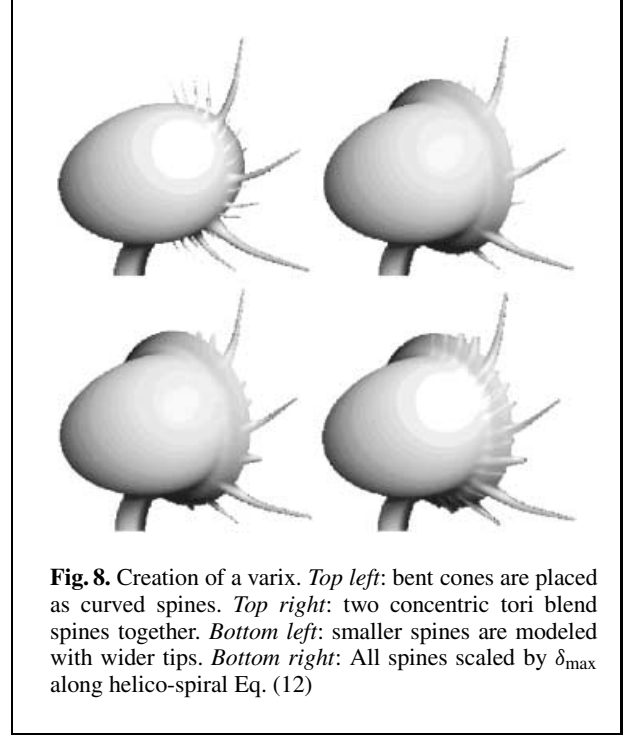 Fig. 8. Creation of a varix. Top left: bent cones are placed
as curved spines. Top right: two concentric tori blend
spines together. Bottom left: smaller spines are modeled
with wider tips. Bottom right: All spines scaled by δmax
along helico-spiral Eq. (12)